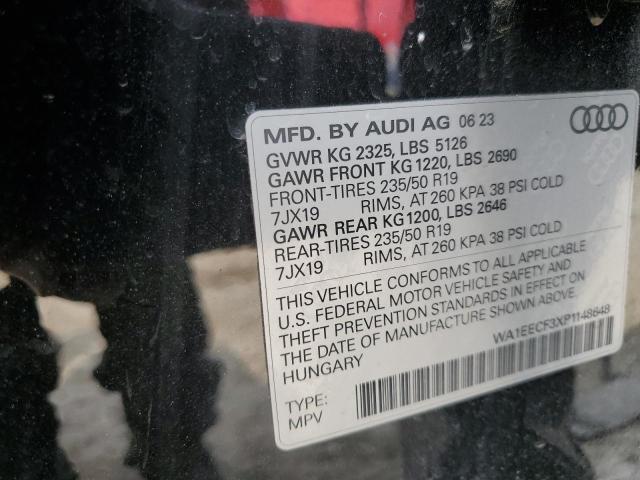 MFD. BY AUDI AG 06 23
GVWR KG 2325, LBS 5126
GAWR FRONT KG 1220, LBS 2690
FRONT-TIRES 235/50 R19
7JX19 RIMS, AT 260 KPA 38 PSI COLD
GAWR REAR KG 1200, LBS 2646
REAR-TIRES 235/50 R19
7JX19 RIMS, AT 260 KPA 38 PSI COLD
THIS VEHICLE CONFORMS TO ALL APPLICABLE
U.S. FEDERAL MOTOR VEHICLE SAFETY AND
THEFT PREVENTION STANDARDS IN EFFECT ON
THE DATE OF MANUFACTURE SHOWN ABOVE.
HUNGARY
WA1EECF3XP1148648
TYPE:
MPV